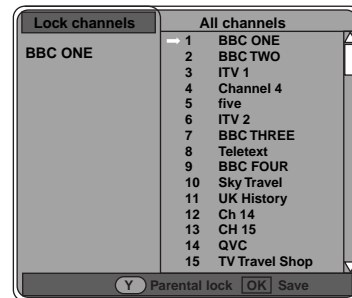 Lock channels
BBC ONE
All channels
1 BBC ONE
2 BBC TWO
3 ITV 1
4 Channel 4
5 five
6 ITV 2
7 BBC THREE
8 Teletext
9 BBC FOUR
10 Sky Travel
11 UK History
12 Ch 14
13 CH 15
14 QVC
15 TV Travel Shop
Y Parental lock OK Save